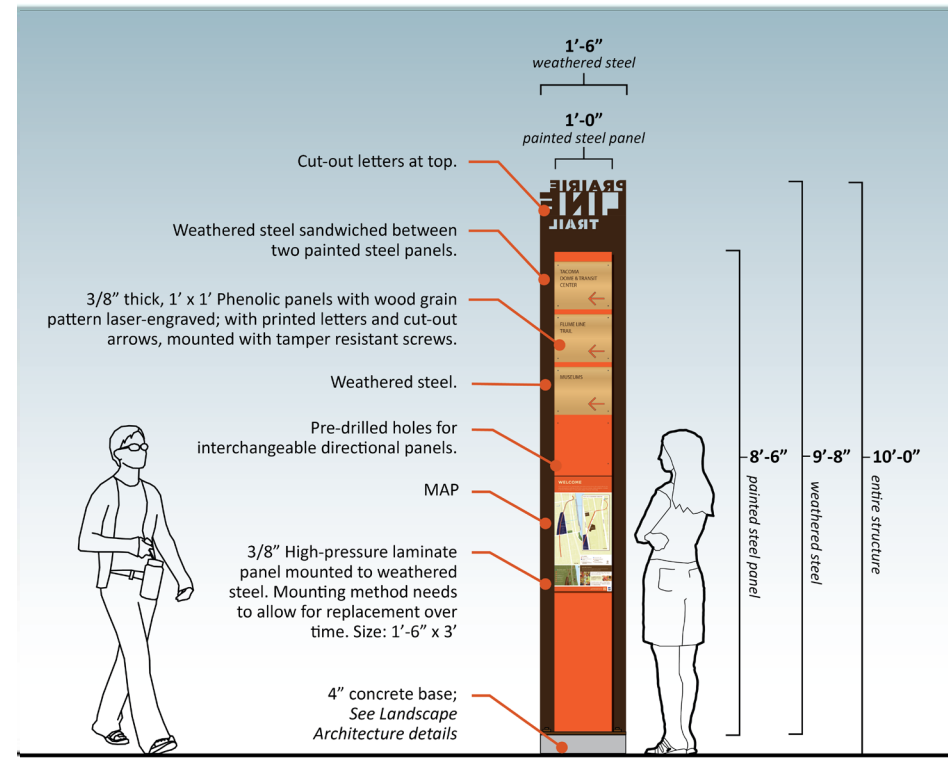 1’-6”
weathered steel
1’-0”
painted steel panel
Cut-out letters at top.
PRAIRIE
LINE
TRAIL
Weathered steel sandwiched between
two painted steel panels.
TACOMA
DOME & TRANSIT
CENTER
3/8” thick, 1’ x 1’ Phenolic panels with wood grain
pattern laser-engraved; with printed letters and cut-out
arrows, mounted with tamper resistant screws.
FLUME LINE
TRAIL
Weathered steel.
MUSEUMS
Pre-drilled holes for
interchangeable directional panels.
8’-6”
painted steel panel
9’-8”
weathered steel
10’-0”
entire structure
WELCOME
MAP
3/8” High-pressure laminate
panel mounted to weathered
steel. Mounting method needs
to allow for replacement over
time. Size: 1’-6” x 3’
4” concrete base;
See Landscape
Architecture details